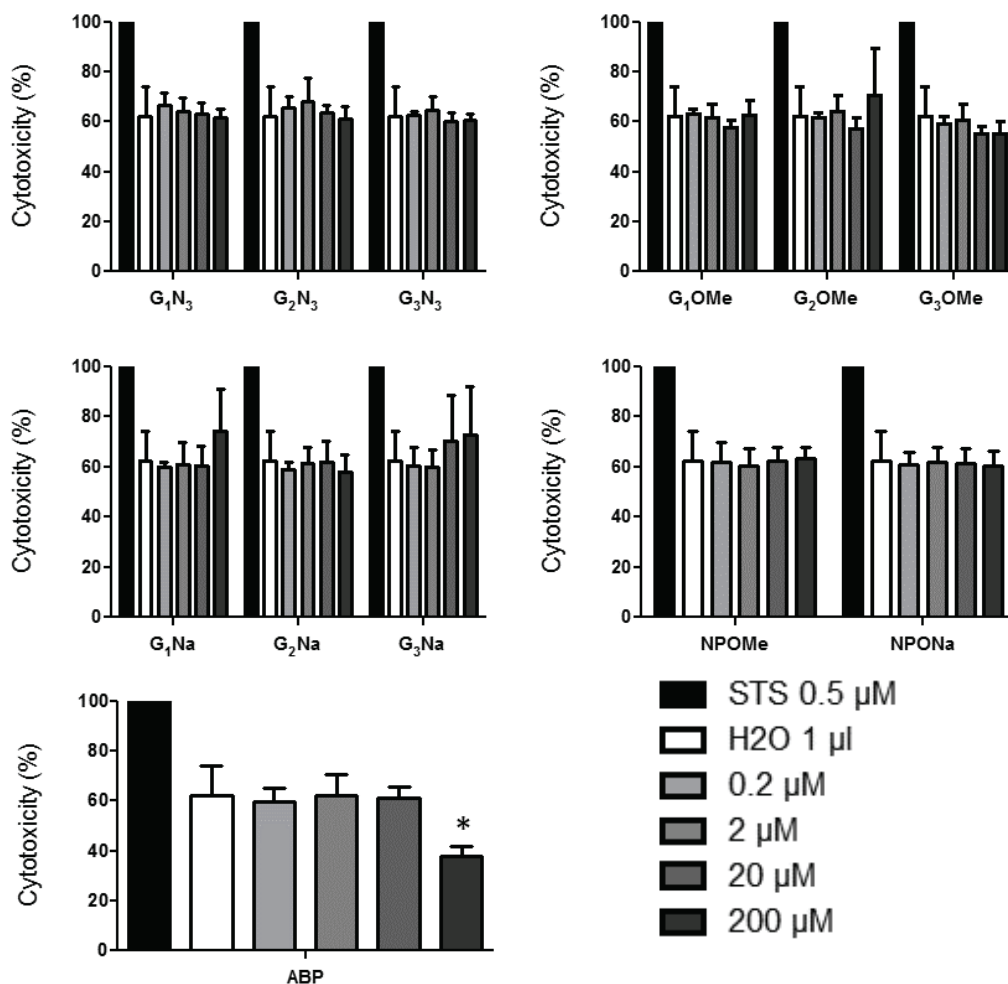 Cytotoxicity (%)
100
80
60
40
20
0
G₁N₃ G₂N₃ G₃N₃
Cytotoxicity (%)
100
80
60
40
20
0
G₁OMe G₂OMe G₃OMe
Cytotoxicity (%)
100
80
60
40
20
0
G₁Na G₂Na G₃Na
Cytotoxicity (%)
100
80
60
40
20
0
NPOMe NPONa
Cytotoxicity (%)
100
80
60
40
20
0
*
ABP
STS 0.5 µM
H2O 1 µl
0.2 µM
2 µM
20 µM
200 µM